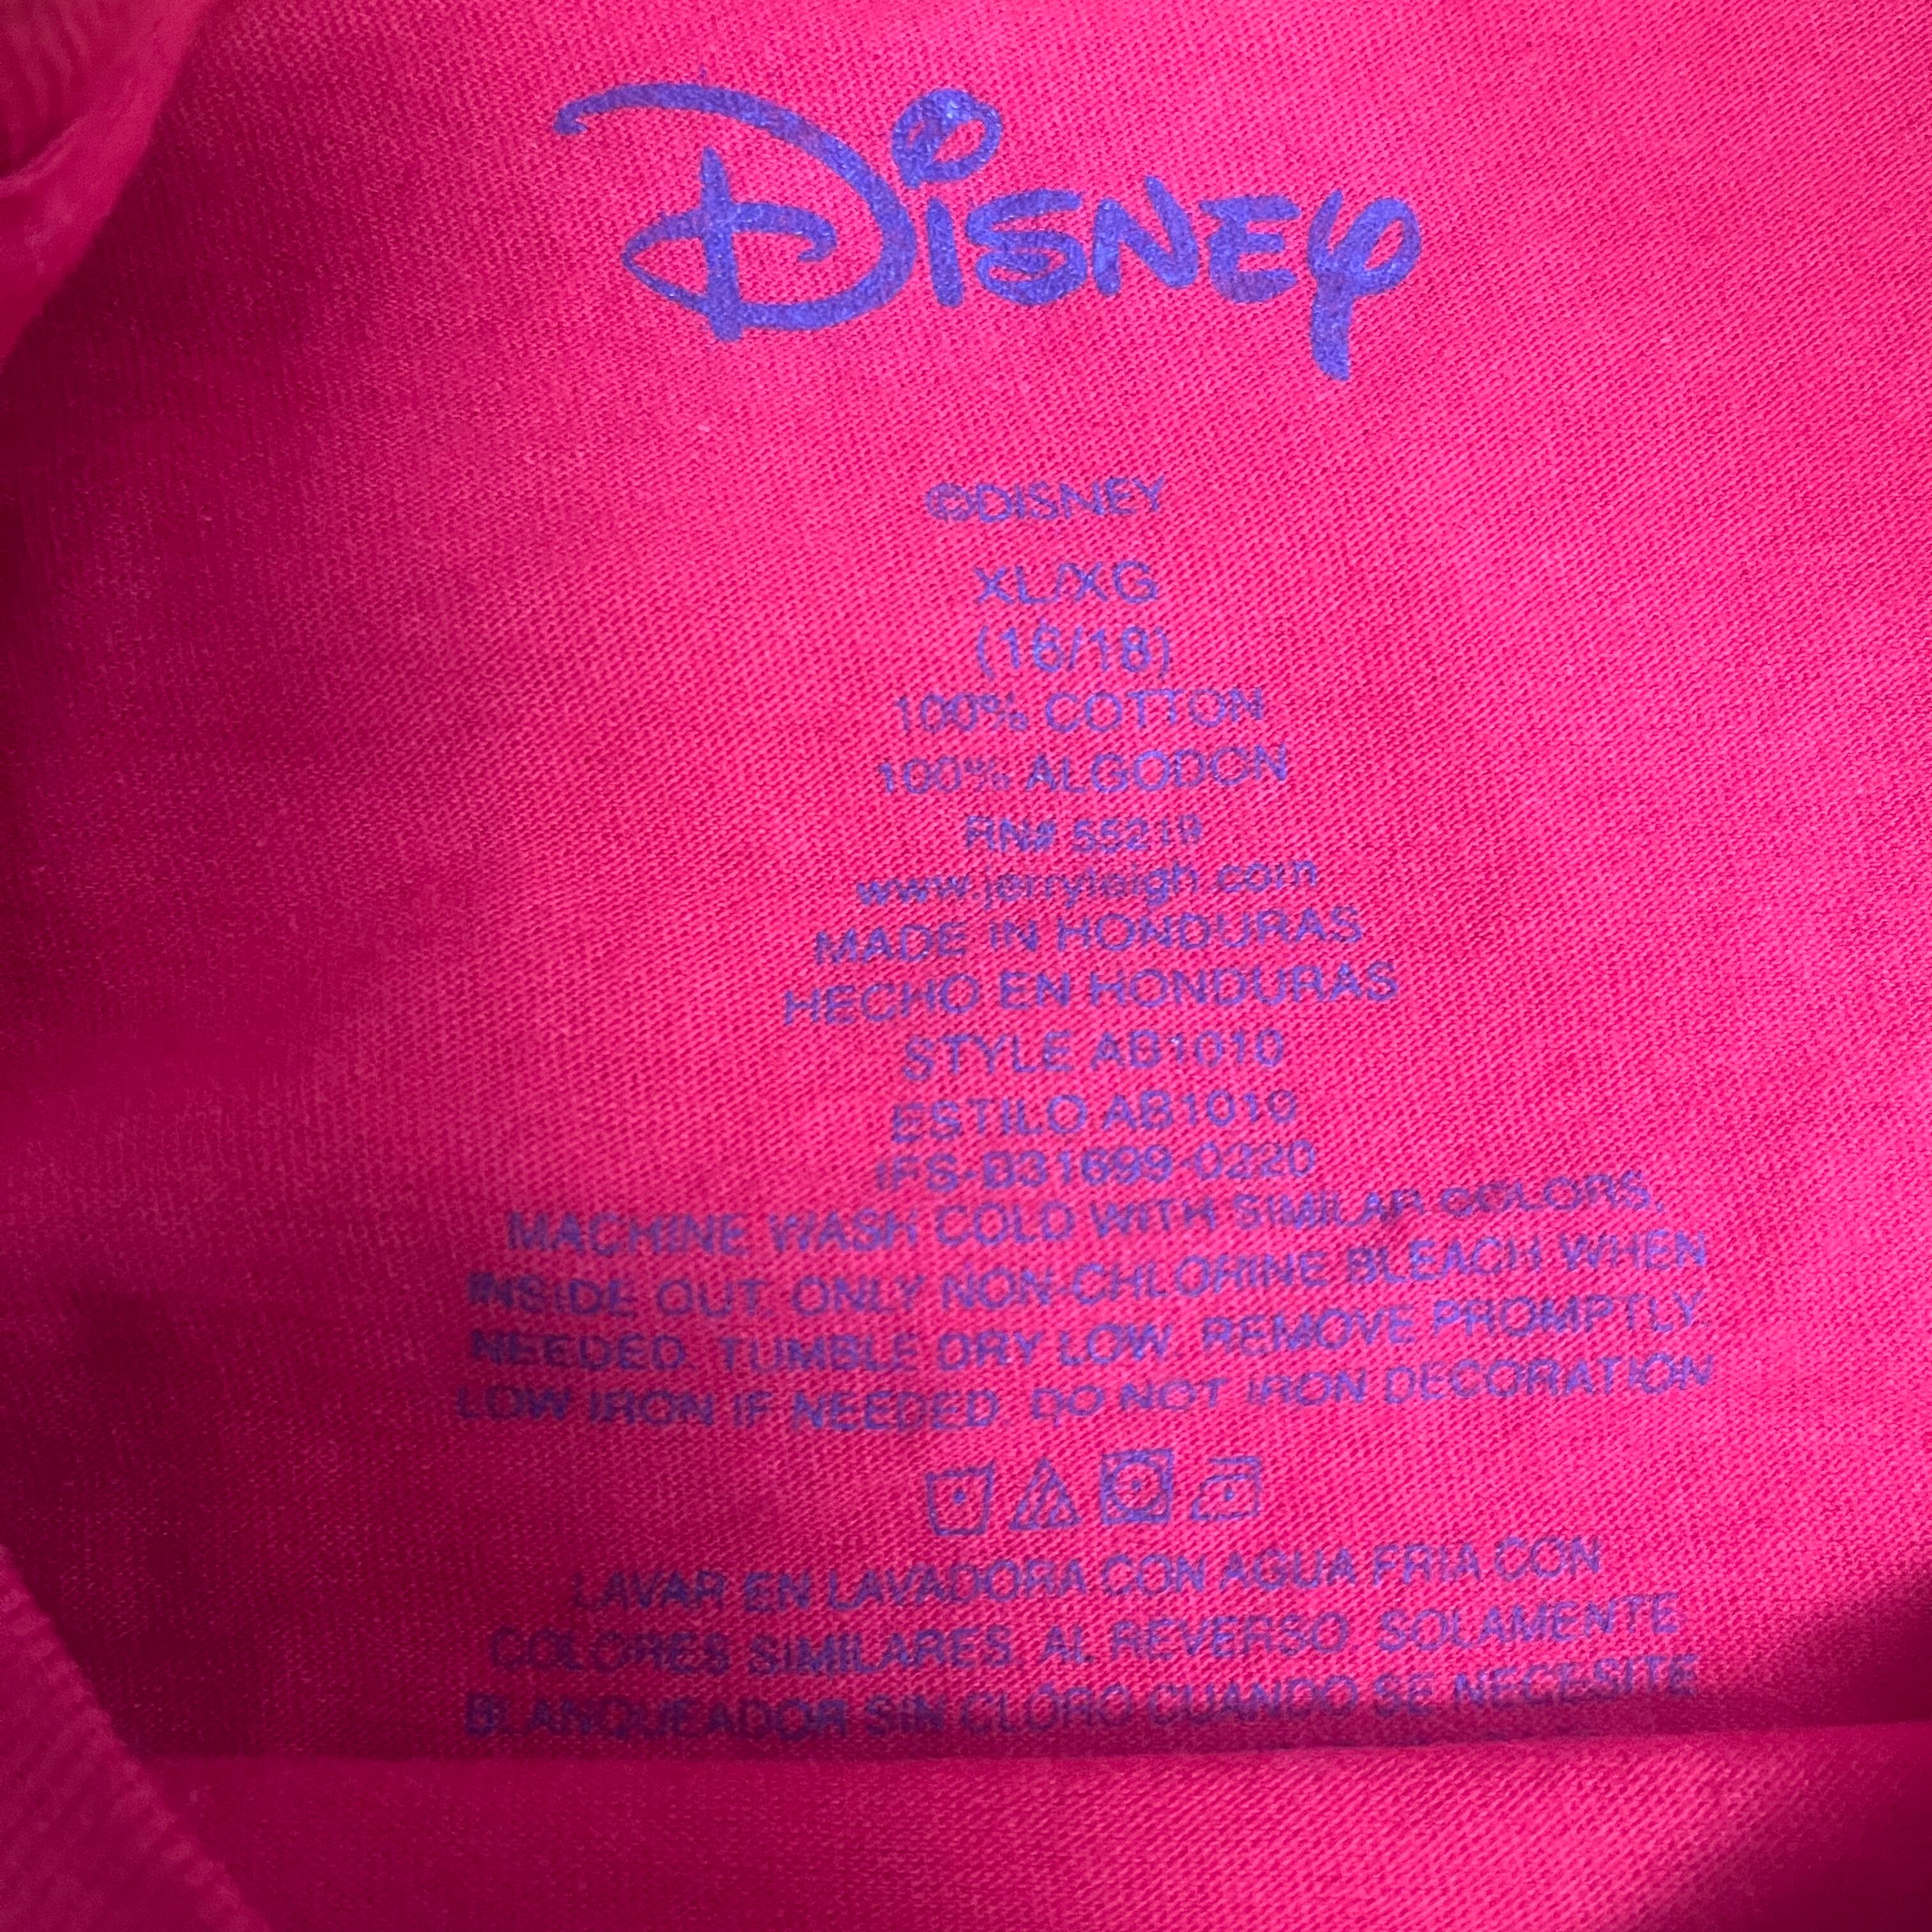 Disney
©DISNEY
XL/XG
(16/18)
100% COTTON
100% ALGODON
RN# 55219
www.jerryleigh.com
MADE IN HONDURAS
HECHO EN HONDURAS
STYLE AB1010
ESTILO AB1010
IFS-D31699-0220
MACHINE WASH COLD WITH SIMILAR COLORS,
INSIDE OUT. ONLY NON-CHLORINE BLEACH WHEN
NEEDED. TUMBLE DRY LOW. REMOVE PROMPTLY.
LOW IRON IF NEEDED. DO NOT IRON DECORATION
LAVAR EN LAVADORA CON AGUA FRIA CON
COLORES SIMILARES, AL REVERSO. SOLAMENTE
BLANQUEADOR SIN CLORO CUANDO SE NECESITE